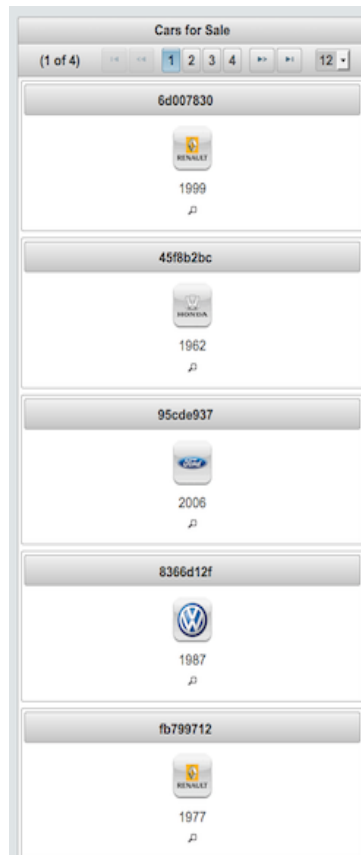 Cars for Sale
(1 of 4) 1 2 3 4 12
6d007830
RENAULT
1999
45f8b2bc
HONDA
1962
95cde937
Ford
2006
8366d12f
1987
fb799712
RENAULT
1977